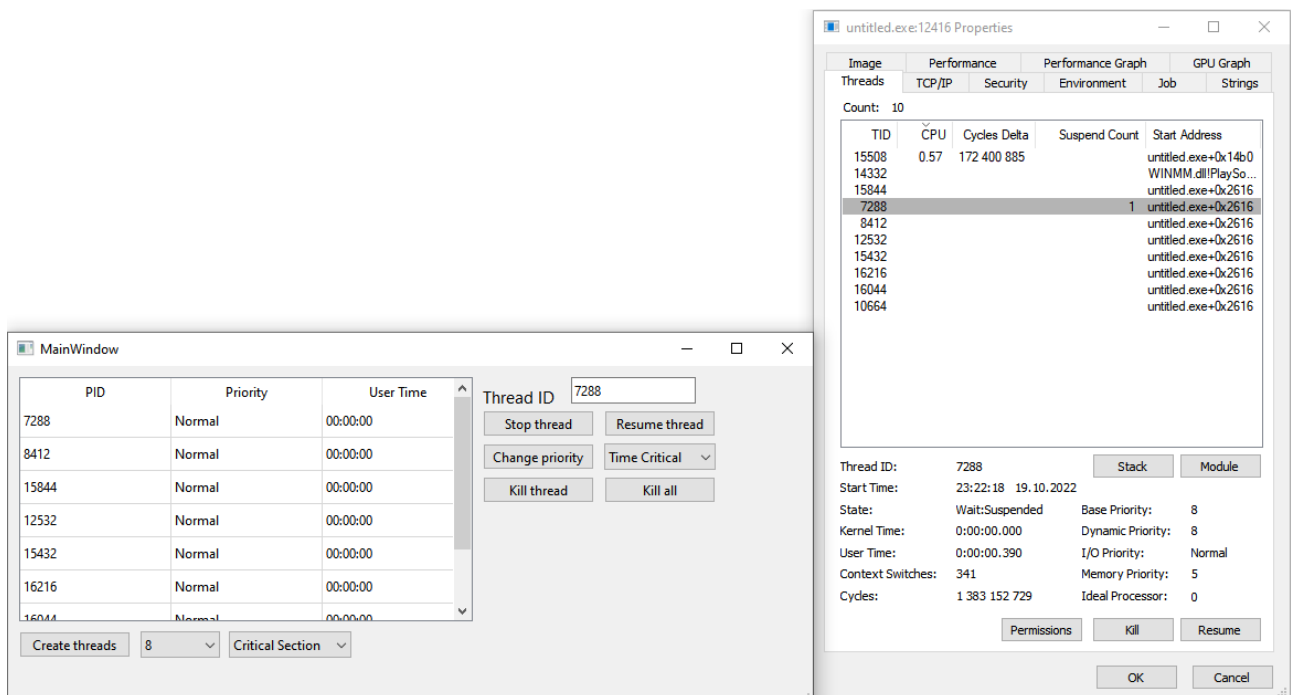 untitled.exe:12416 Properties
Image Performance Performance Graph GPU Graph
Threads TCP/IP Security Environment Job Strings
Count: 10
TID CPU Cycles Delta Suspend Count Start Address
15508 0.57 172 400 885 untitled.exe+0x14b0
14332 WINMM.dll!PlaySo...
15844 untitled.exe+0x2616
7288 1 untitled.exe+0x2616
8412 untitled.exe+0x2616
12532 untitled.exe+0x2616
15432 untitled.exe+0x2616
16216 untitled.exe+0x2616
16044 untitled.exe+0x2616
10664 untitled.exe+0x2616
Thread ID: 7288 Stack Module
Start Time: 23:22:18 19.10.2022
State: Wait:Suspended Base Priority: 8
Kernel Time: 0:00:00.000 Dynamic Priority: 8
User Time: 0:00:00.390 I/O Priority: Normal
Context Switches: 341 Memory Priority: 5
Cycles: 1 383 152 729 Ideal Processor: 0
Permissions Kill Resume
OK Cancel
MainWindow
PID Priority User Time
7288 Normal 00:00:00
8412 Normal 00:00:00
15844 Normal 00:00:00
12532 Normal 00:00:00
15432 Normal 00:00:00
16216 Normal 00:00:00
16044 Normal 00:00:00
Thread ID 7288
Stop thread Resume thread
Change priority Time Critical
Kill thread Kill all
Create threads 8 Critical Section